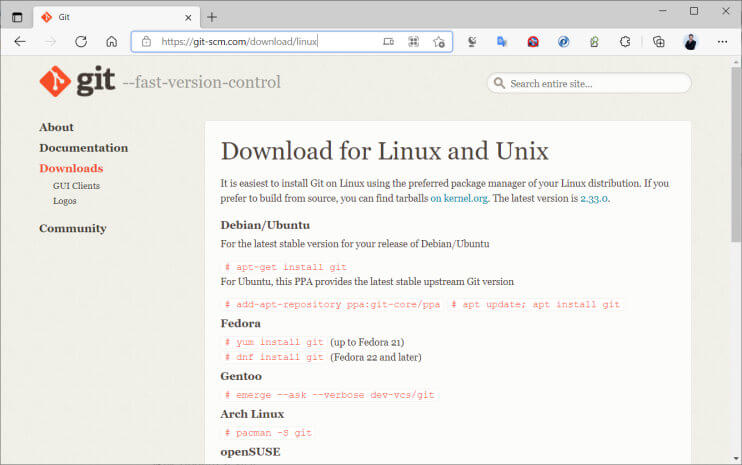 Git
https://git-scm.com/download/linux
git --fast-version-control
Search entire site...
About
Documentation
Downloads
GUI Clients
Logos
Community
Download for Linux and Unix
It is easiest to install Git on Linux using the preferred package manager of your Linux distribution. If you
prefer to build from source, you can find tarballs on kernel.org. The latest version is 2.33.0.
Debian/Ubuntu
For the latest stable version for your release of Debian/Ubuntu
# apt-get install git
For Ubuntu, this PPA provides the latest stable upstream Git version
# add-apt-repository ppa:git-core/ppa # apt update; apt install git
Fedora
# yum install git (up to Fedora 21)
# dnf install git (Fedora 22 and later)
Gentoo
# emerge --ask --verbose dev-vcs/git
Arch Linux
# pacman -S git
openSUSE